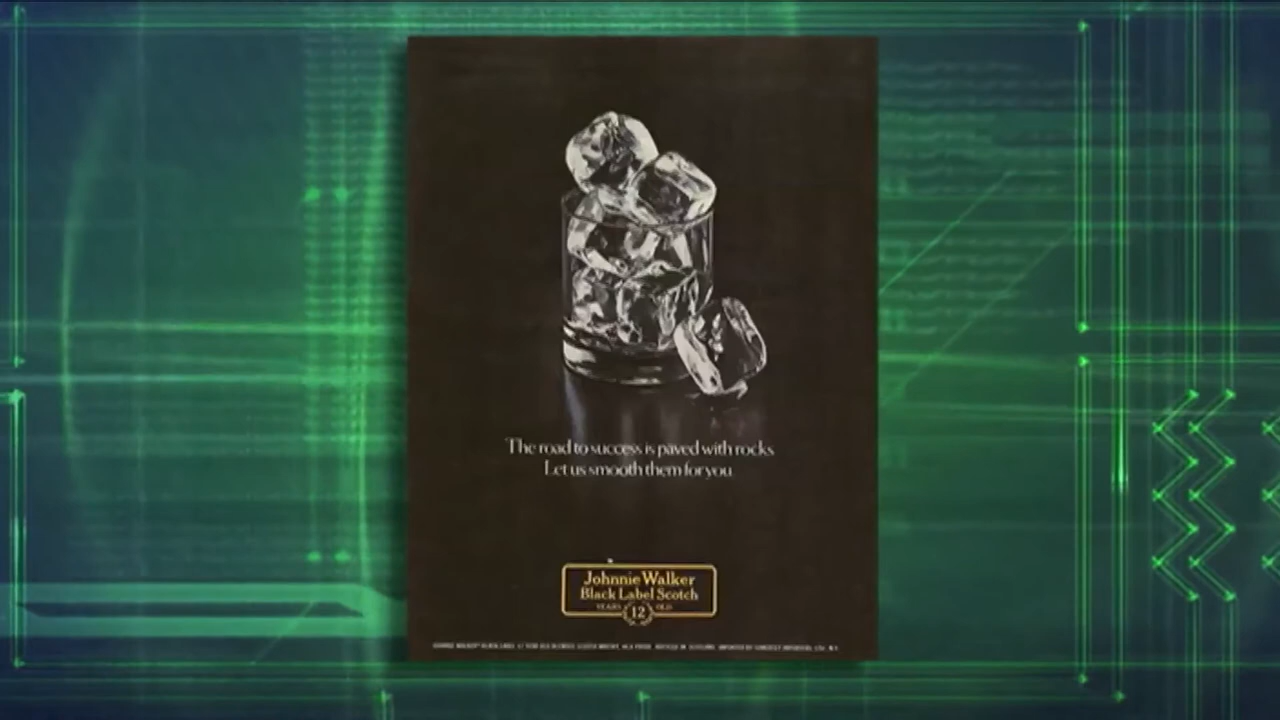 The road to success is paved with rocks
Let us smooth them for you
Johnnie Walker
Black Label Scotch
YEARS 12 OLD